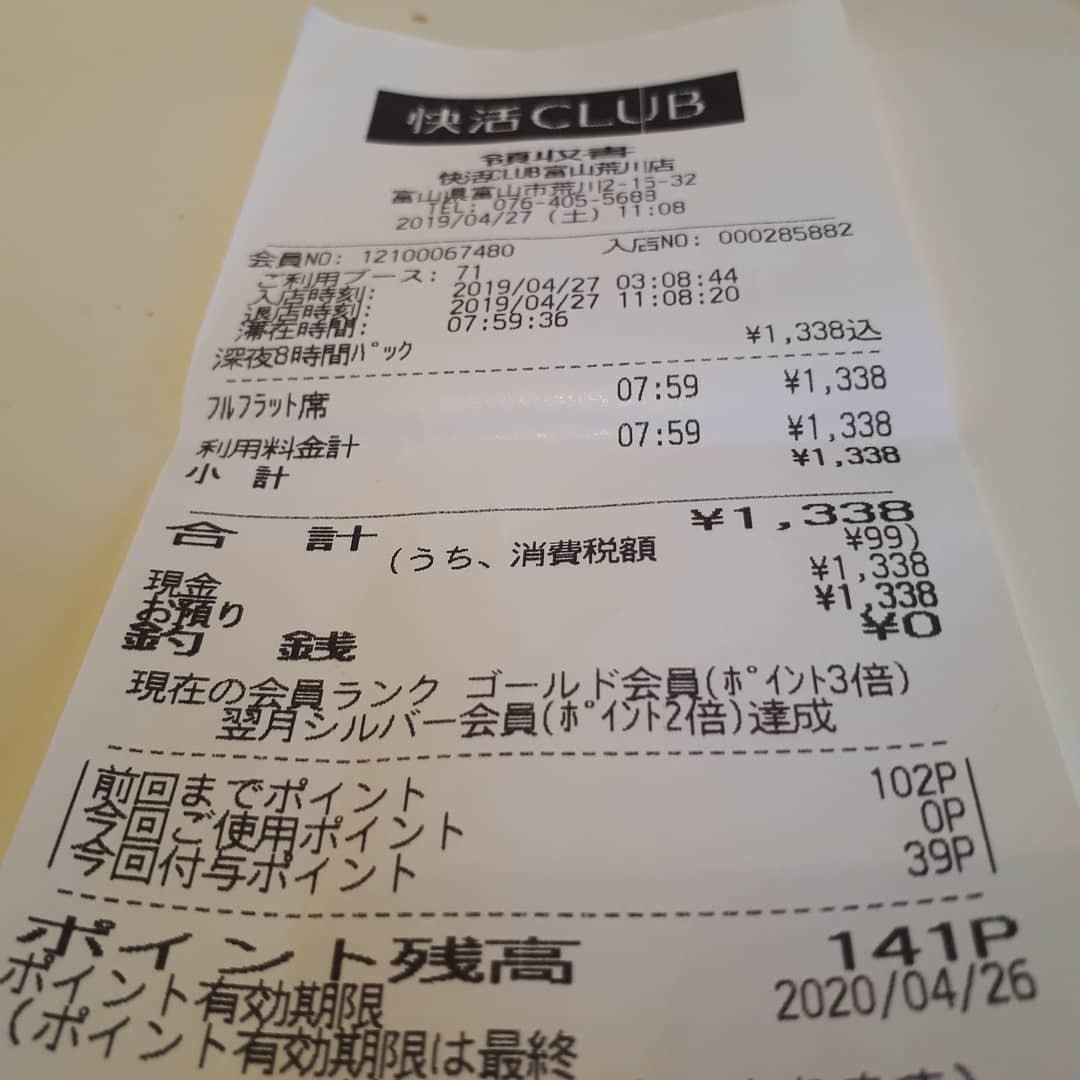 快活CLUB
領収書
快活CLUB富山荒川店
富山県富山市荒川2-15-32
TEL: 076-405-5688
2019/04/27 (土) 11:08
会員NO: 12100067480 入店NO: 000285882
ご利用ブース: 71
入店時刻: 2019/04/27 03:08:44
退店時刻: 2019/04/27 11:08:20
滞在時間: 07:59:36
深夜8時間パック ¥1,338込
フルフラット席 07:59 ¥1,338
利用料金計 07:59 ¥1,338
小 計 ¥1,338
合 計 ¥1,338
(うち、消費税額 ¥99)
現金 ¥1,338
お預り ¥1,338
釣 銭 ¥0
現在の会員ランク ゴールド会員(ポイント3倍)
翌月シルバー会員(ポイント2倍)達成
前回までポイント 102P
今回ご使用ポイント 0P
今回付与ポイント 39P
ポイント残高 141P
ポイント有効期限 2020/04/26
(ポイント有効期限は最終